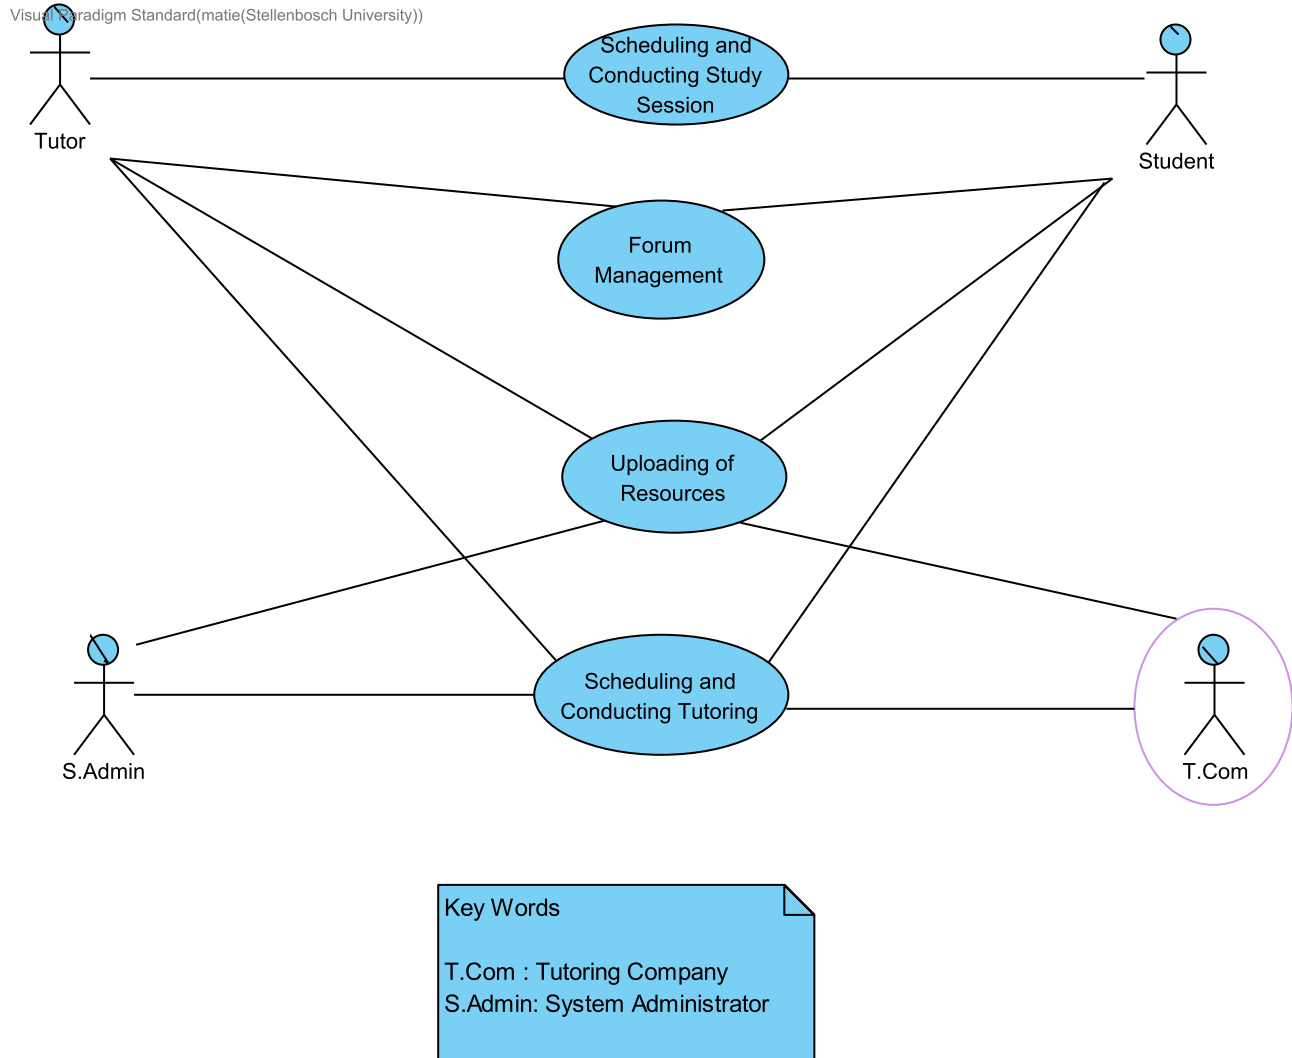 Visual Paradigm Standard(matie(Stellenbosch University))
Tutor
Scheduling and
Conducting Study
Session
Student
Forum
Management
Uploading of
Resources
S.Admin
Scheduling and
Conducting Tutoring
T.Com
Key Words
T.Com : Tutoring Company
S.Admin: System Administrator